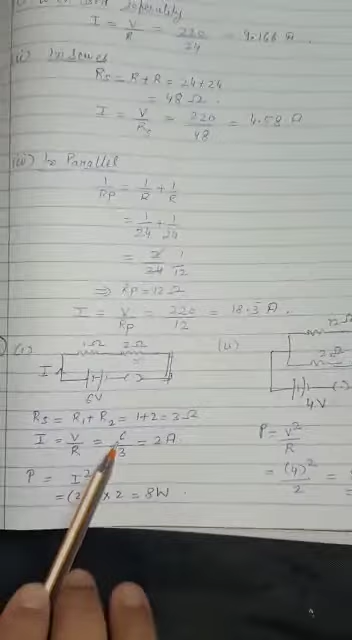 I = V/R = 220/24 = 9.166 A.
ii) In Series
Rs = R + R = 24 + 24
= 48 Ω.
I = V/Rs = 220/48 = 4.58 A
(iii) In Parallel
1/Rp = 1/R + 1/R
= 1/24 + 1/24
= 2/24 1/12
⇒ Rp = 12 Ω
I = V/Rp = 220/12 = 18.3 A.
(i) 1Ω 2Ω
I
6V
Rs = R1 + R2 = 1+2 = 3 Ω
I = V/R = 6/3 = 2A
P = I²
= (2 x 2 = 8W.
(ii) 12Ω
2Ω
4V
P = V²/R
= (4)²/2 =